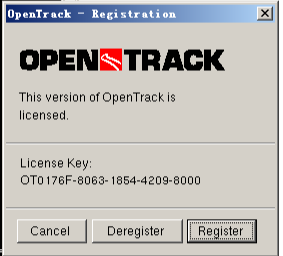 OpenTrack - Registration
OPENTRACK
This version of OpenTrack is
licensed.
License Key:
OT0176F-8063-1854-4209-8000
Cancel Deregister Register